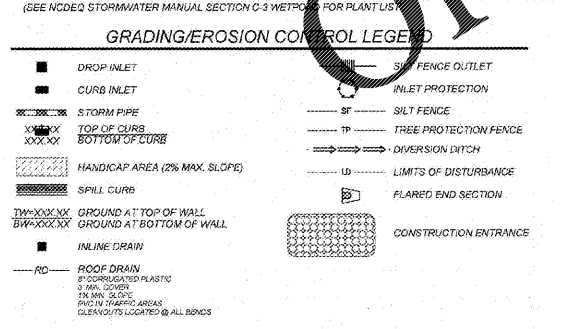 (SEE NCDEQ STORMWATER MANUAL SECTION C-3 WETPOND FOR PLANT LIST
GRADING/EROSION CONTROL LEGEND
DROP INLET
CURB INLET
STORM PIPE
XX.XX TOP OF CURB
XX.XX BOTTOM OF CURB
HANDICAP AREA (2% MAX. SLOPE)
SPILL CURB
TW=XXX.XX GROUND AT TOP OF WALL
BW=XXX.XX GROUND AT BOTTOM OF WALL
INLINE DRAIN
RD ROOF DRAIN
CORRUGATED PLASTIC
3' MIN. COVER
1% MIN. SLOPE
PVC IN TRAFFIC AREAS
CLEANOUTS LOCATED @ ALL BENDS
SILT FENCE OUTLET
INLET PROTECTION
SF SILT FENCE
TP TREE PROTECTION FENCE
DIVERSION DITCH
LD LIMITS OF DISTURBANCE
FLARED END SECTION
CONSTRUCTION ENTRANCE